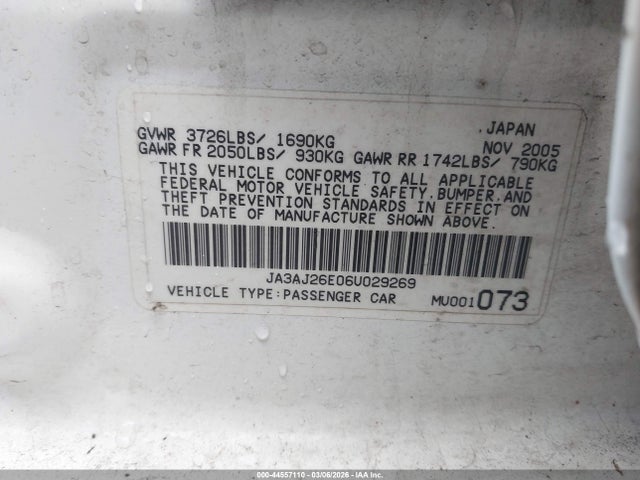 GVWR 3726LBS/ 1690KG .JAPAN
GAWR FR 2050LBS/ 930KG GAWR RR 1742LBS/ 790KG NOV 2005
THIS VEHICLE CONFORMS TO ALL APPLICABLE
FEDERAL MOTOR VEHICLE SAFETY,BUMPER,AND
THEFT PREVENTION STANDARDS IN EFFECT ON
THE DATE OF MANUFACTURE SHOWN ABOVE.
JA3AJ26E06U029269
VEHICLE TYPE:PASSENGER CAR MU001073
000-44557110 - 03/06/2026 - IAA Inc.